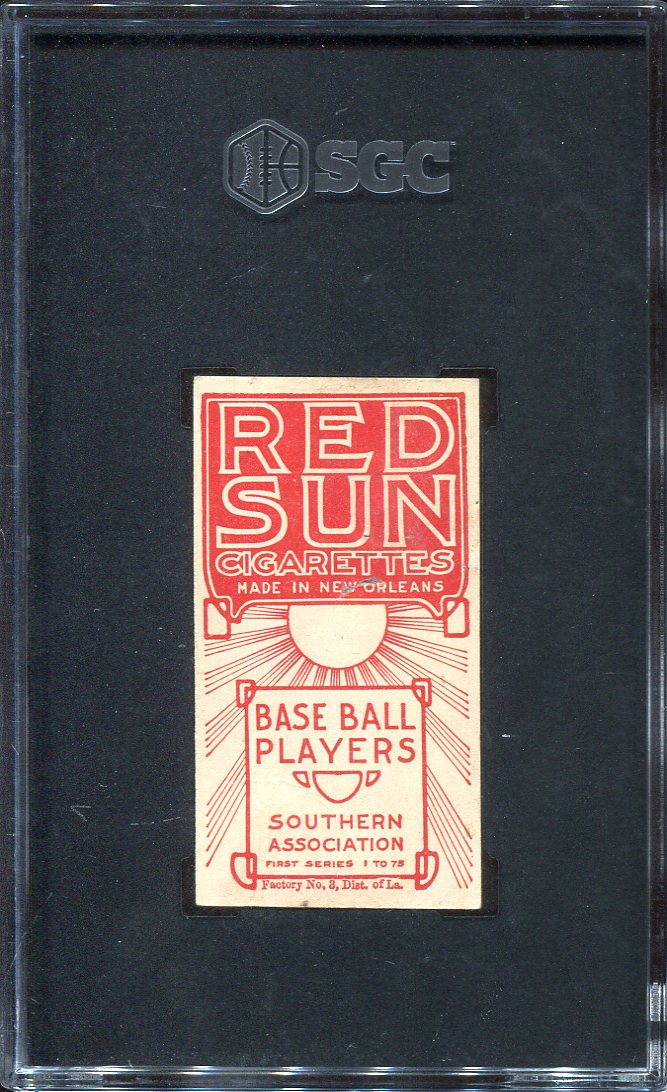 SGC
RED
SUN
CIGARETTES
MADE IN NEW ORLEANS
BASE BALL
PLAYERS
SOUTHERN
ASSOCIATION
FIRST SERIES 1 TO 75
Factory No. 3, Dist. of La.